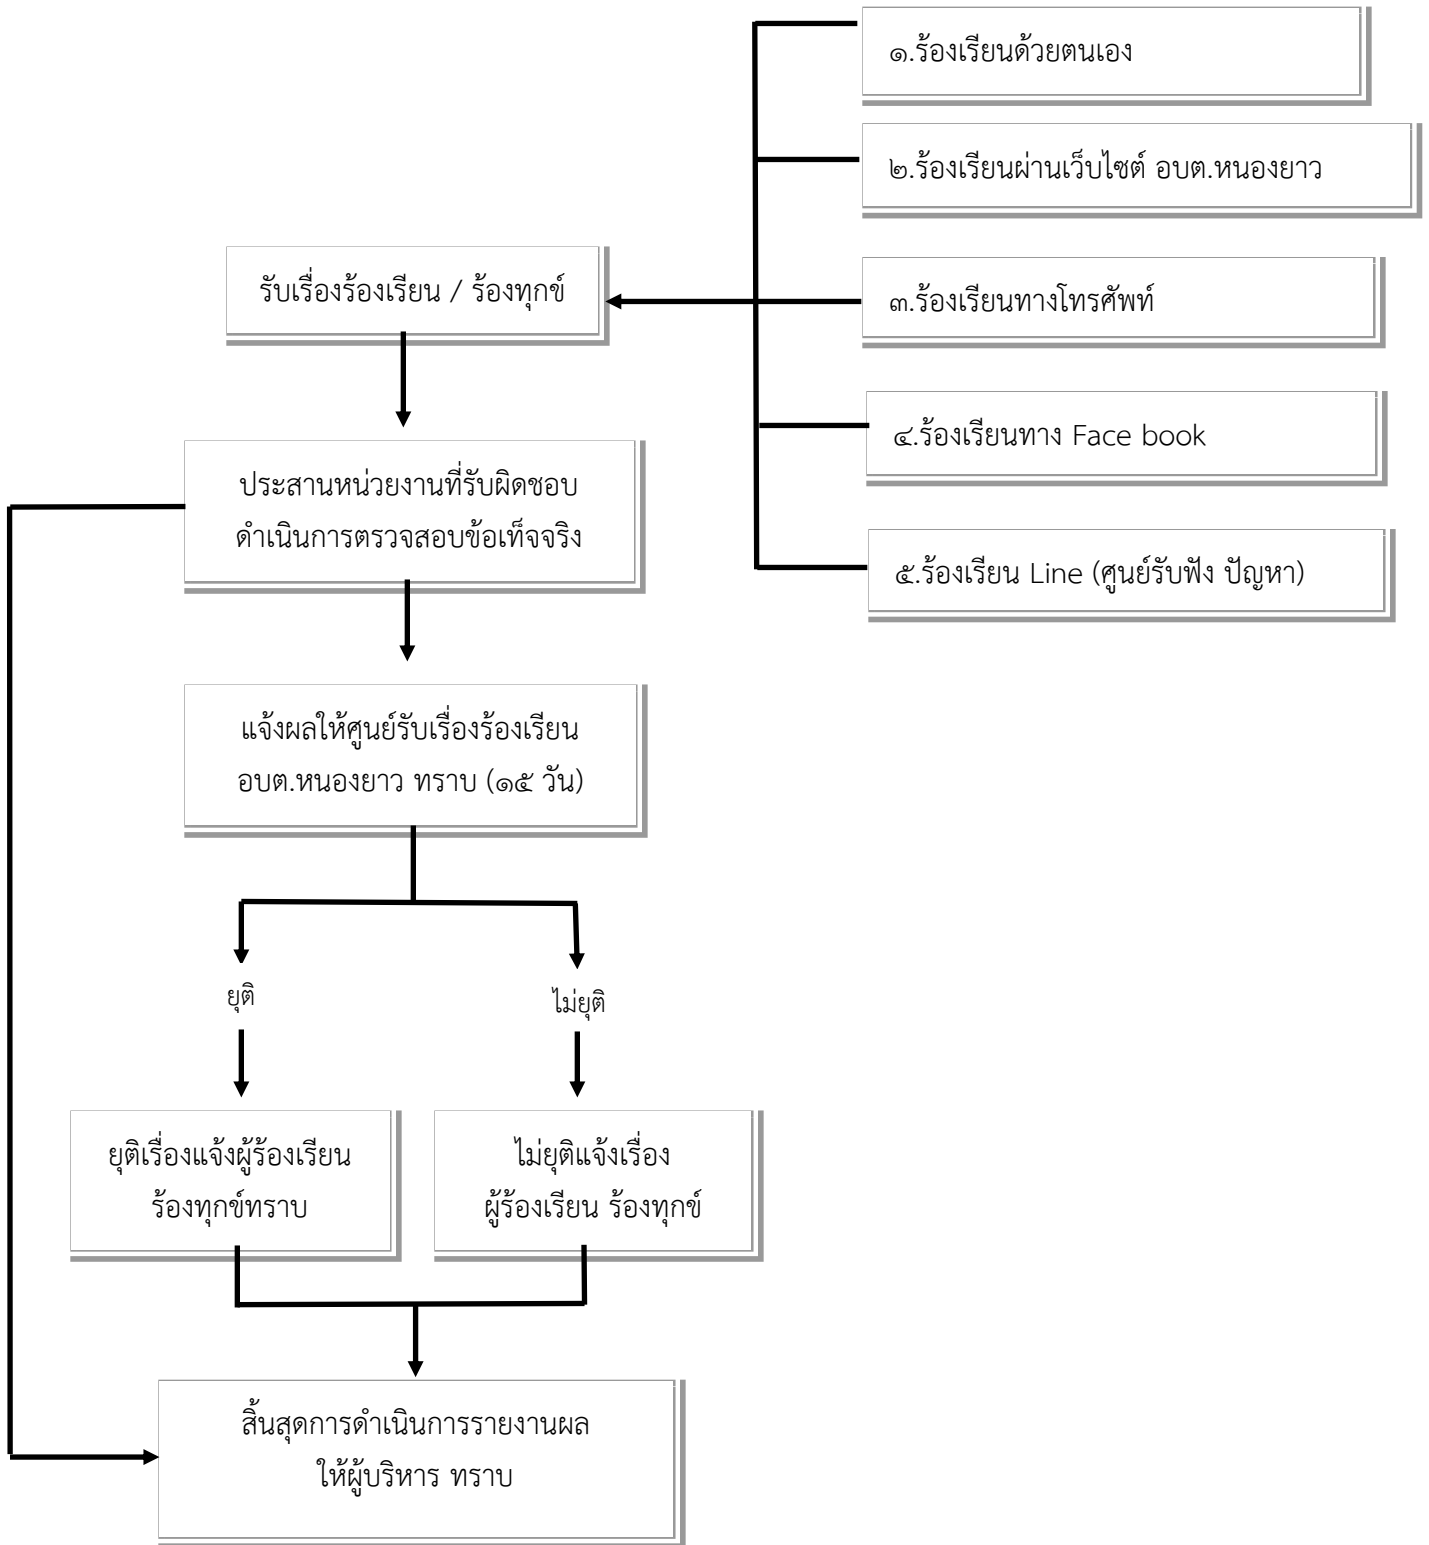 ๑.ร้องเรียนด้วยตนเอง
๒.ร้องเรียนผ่านเว็บไซต์ อบต.หนองยาว
รับเรื่องร้องเรียน / ร้องทุกข์
๓.ร้องเรียนทางโทรศัพท์
๔.ร้องเรียนทาง Face book
ประสานหน่วยงานที่รับผิดชอบ
ดำเนินการตรวจสอบข้อเท็จจริง
๕.ร้องเรียน Line (ศูนย์รับฟัง ปัญหา)
แจ้งผลให้ศูนย์รับเรื่องร้องเรียน
อบต.หนองยาว ทราบ (๑๕ วัน)
ยุติ
ไม่ยุติ
ยุติเรื่องแจ้งผู้ร้องเรียน
ร้องทุกข์ทราบ
ไม่ยุติแจ้งเรื่อง
ผู้ร้องเรียน ร้องทุกข์
สิ้นสุดการดำเนินการรายงานผล
ให้ผู้บริหาร ทราบ